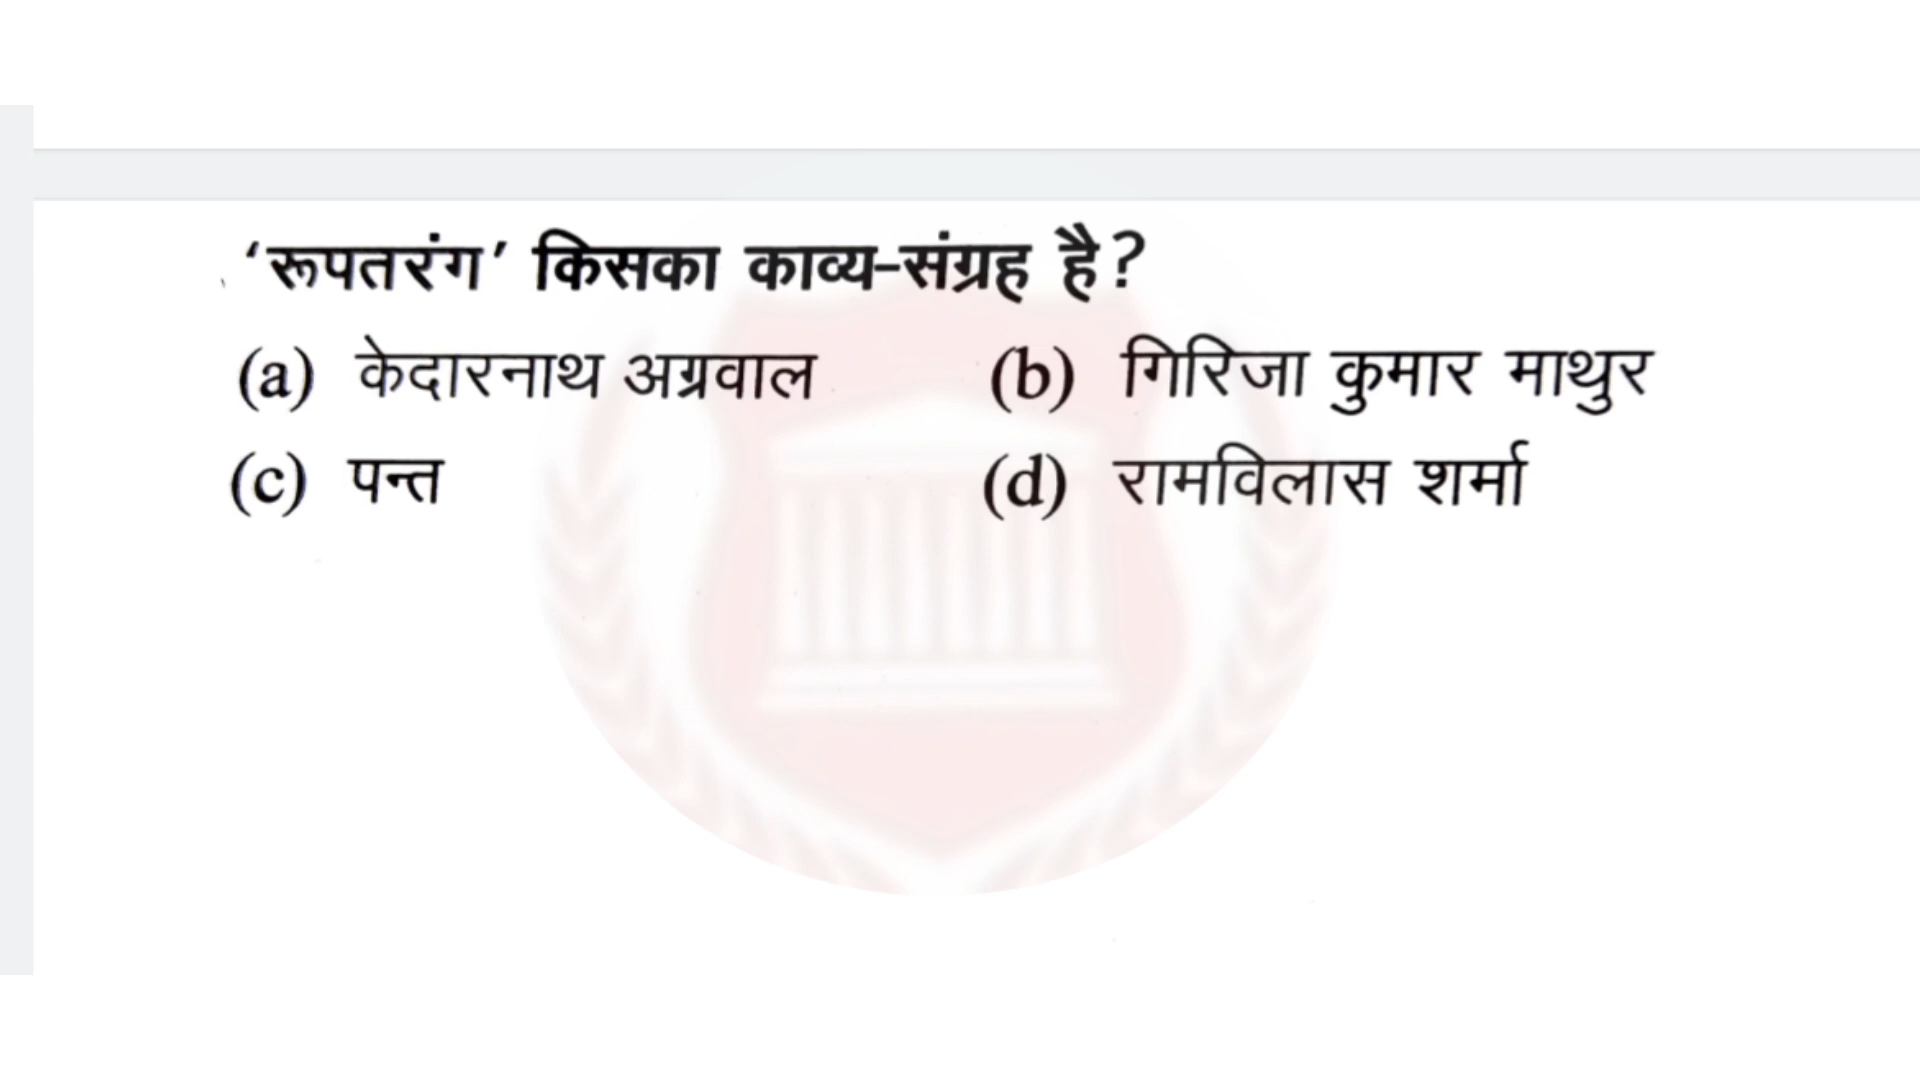 ‘रूपतरंग’ किसका काव्य-संग्रह है?
(a) केदारनाथ अग्रवाल (b) गिरिजा कुमार माथुर
(c) पन्त (d) रामविलास शर्मा